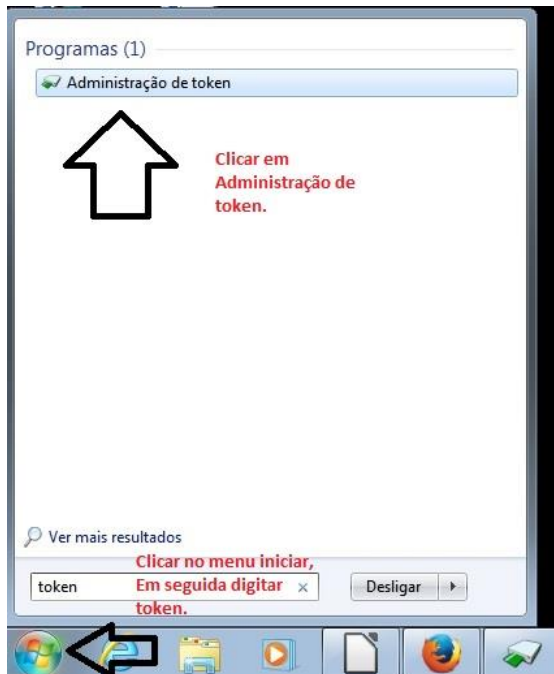 Programas (1)
Administração de token
Clicar em
Administração de
token.
Ver mais resultados
Clicar no menu iniciar,
token Em seguida digitar Desligar
token.